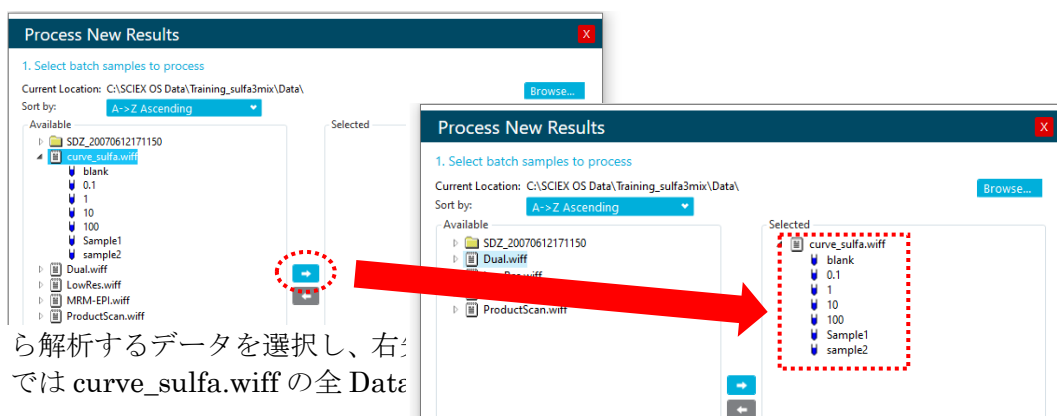 Process New Results
X
1. Select batch samples to process
Current Location: C:\SCIEX OS Data\Training_sulfa3mix\Data\
Browse...
Sort by: A->Z Ascending
Available
Selected
SDZ_20070612171150
curve_sulfa.wiff
blank
0.1
1
10
100
Sample1
sample2
Dual.wiff
LowRes.wiff
MRM-EPI.wiff
ProductScan.wiff
Process New Results
X
1. Select batch samples to process
Current Location: C:\SCIEX OS Data\Training_sulfa3mix\Data\
Browse...
Sort by: A->Z Ascending
Available
Selected
SDZ_20070612171150
Dual.wiff
ProductScan.wiff
curve_sulfa.wiff
blank
0.1
1
10
100
Sample1
sample2
ら解析するデータを選択し、右
では curve_sulfa.wiff の全 Data